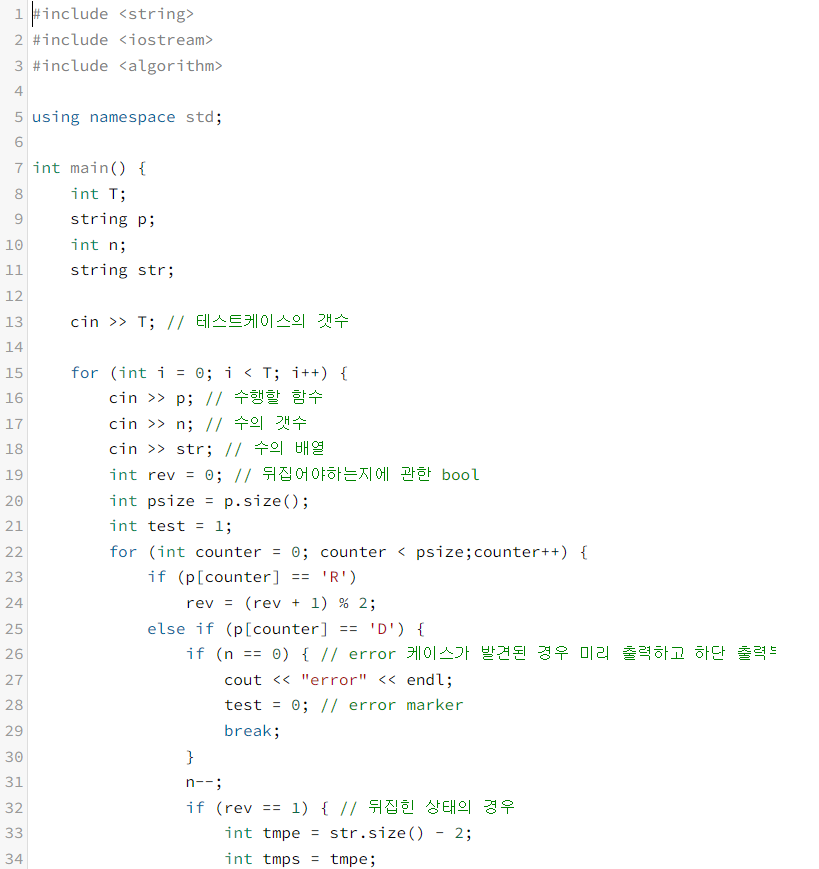 1 #include <string>
2 #include <iostream>
3 #include <algorithm>
4
5 using namespace std;
6
7 int main() {
8     int T;
9     string p;
10     int n;
11     string str;
12
13     cin >> T; // 테스트케이스의 갯수
14
15     for (int i = 0; i < T; i++) {
16         cin >> p; // 수행할 함수
17         cin >> n; // 수의 갯수
18         cin >> str; // 수의 배열
19         int rev = 0; // 뒤집어야하는지에 관한 bool
20         int psize = p.size();
21         int test = 1;
22         for (int counter = 0; counter < psize;counter++) {
23             if (p[counter] == 'R')
24                 rev = (rev + 1) % 2;
25             else if (p[counter] == 'D') {
26                 if (n == 0) { // error 케이스가 발견된 경우 미리 출력하고 하단
27                     cout << "error" << endl;
28                     test = 0; // error marker
29                     break;
30                 }
31                 n--;
32                 if (rev == 1) { // 뒤집힌 상태의 경우
33                     int tmpe = str.size() - 2;
34                     int tmps = tmpe;